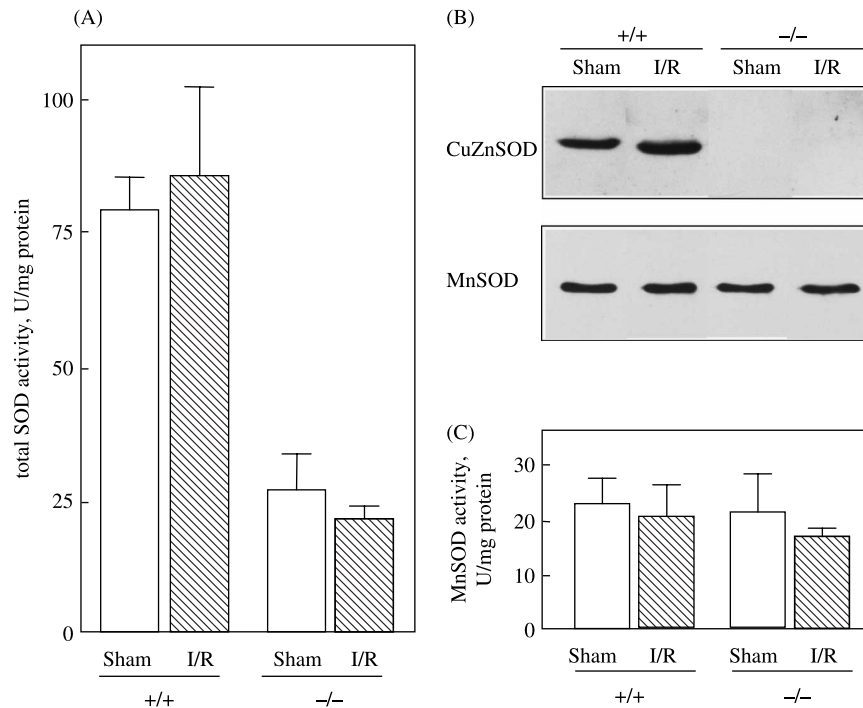 (A)
total SOD activity, U/mg protein
100
75
50
25
0
Sham I/R Sham I/R
+/+ –/–
(B)
+/+ –/–
Sham I/R Sham I/R
CuZnSOD
MnSOD
(C)
MnSOD activity,
U/mg protein
30
20
10
0
Sham I/R Sham I/R
+/+ –/–